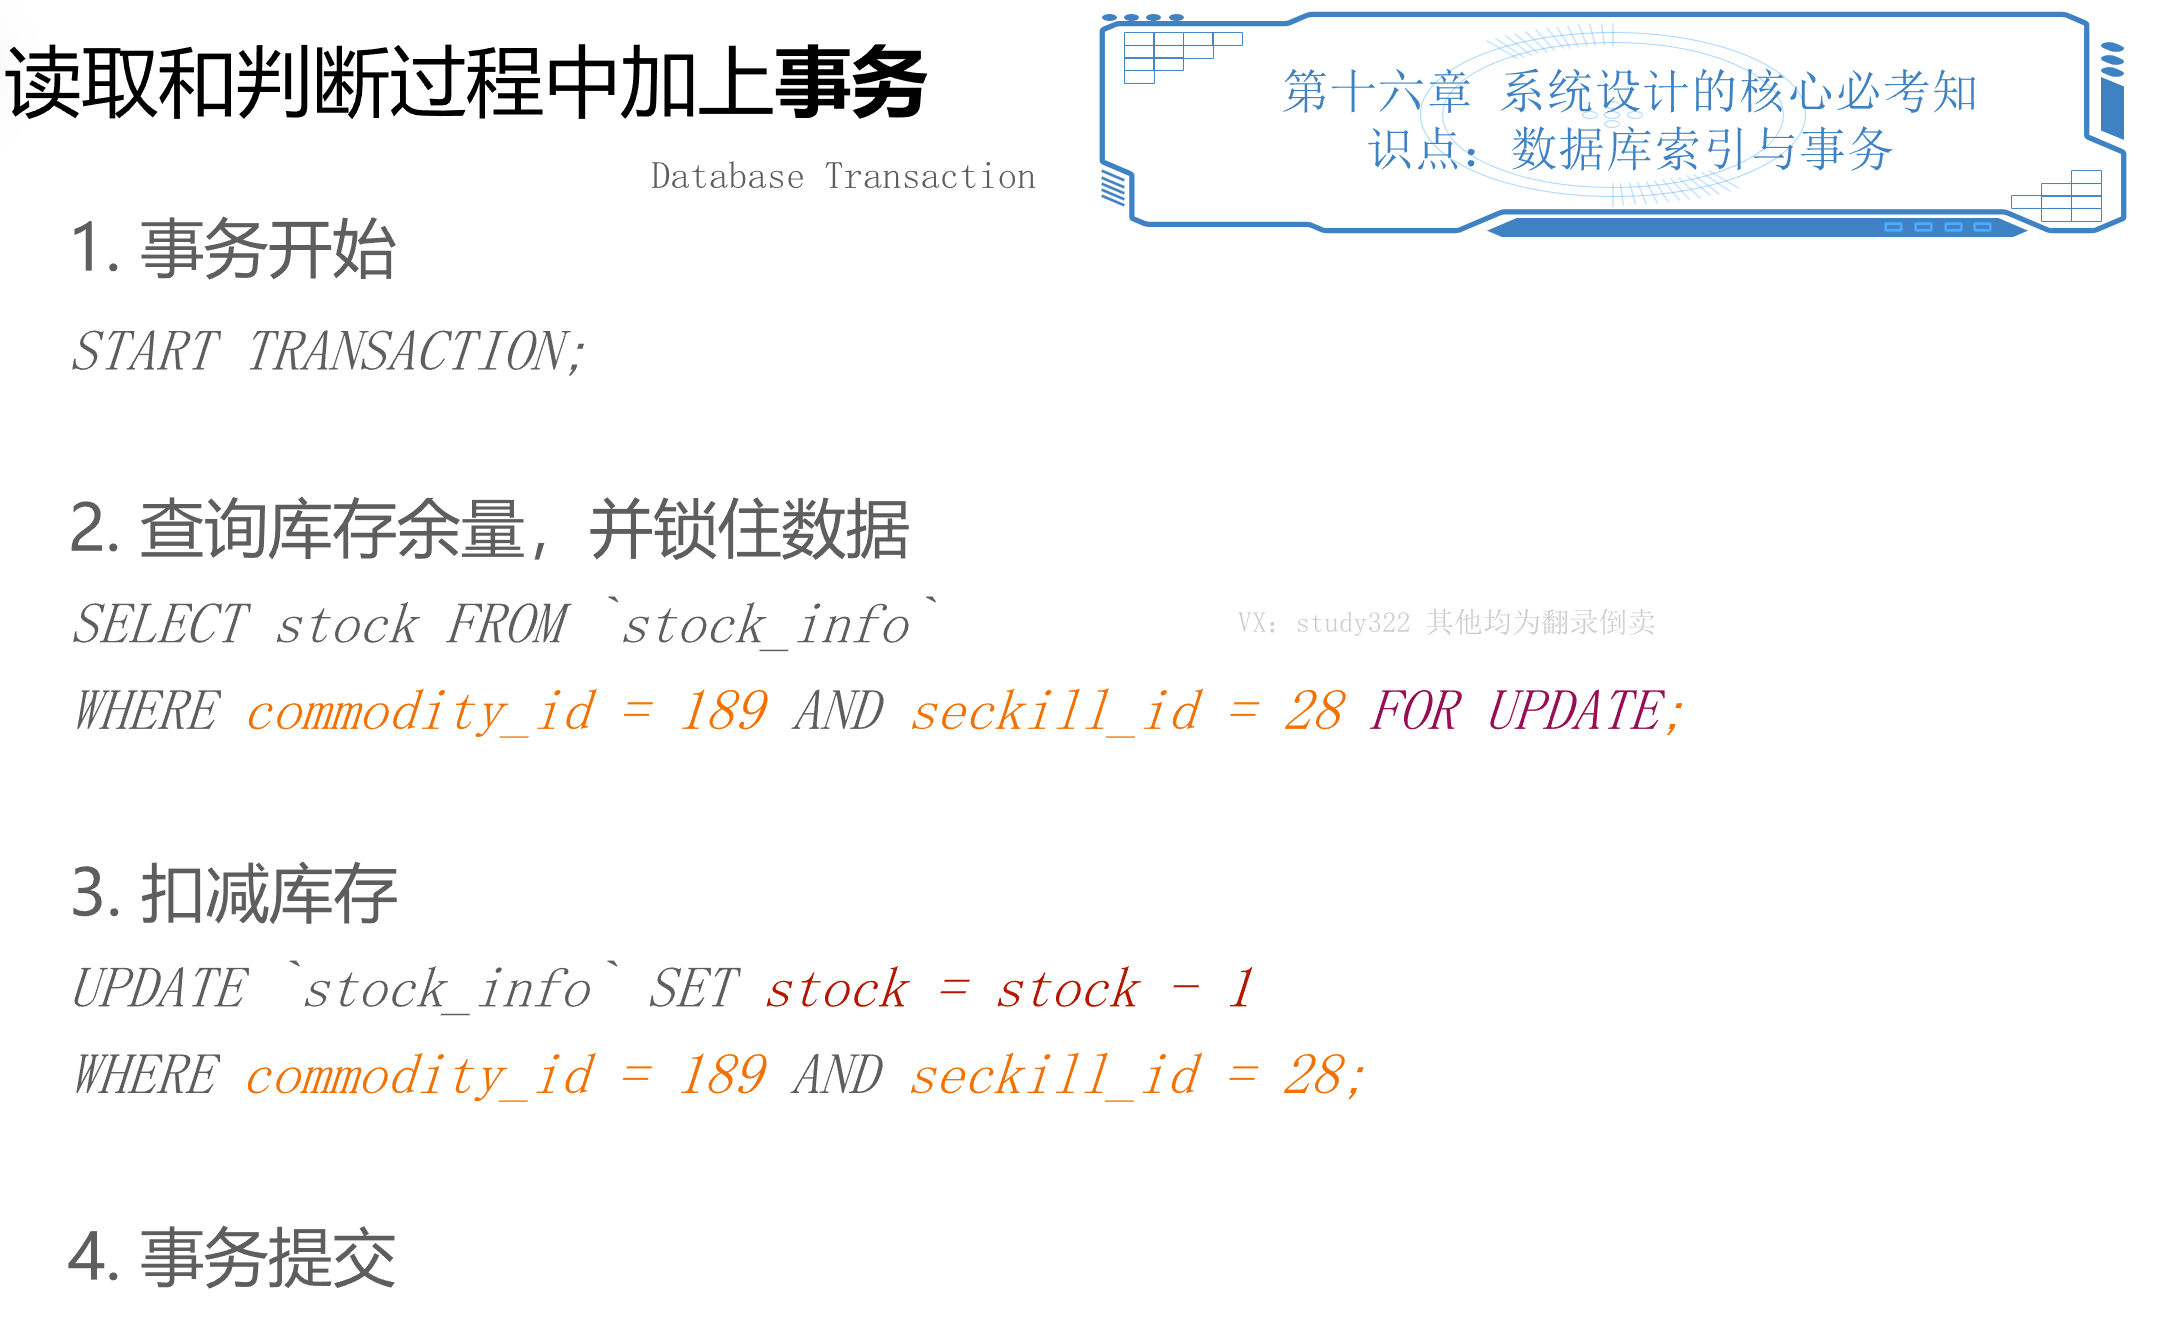 读取和判断过程中加上事务
Database Transaction
第十六章 系统设计的核心必考知
识点：数据库索引与事务
1. 事务开始
START TRANSACTION;
2. 查询库存余量，并锁住数据
SELECT stock FROM `stock_info`
VX：study322 其他均为翻录倒卖
WHERE commodity_id = 189 AND seckill_id = 28 FOR UPDATE;
3. 扣减库存
UPDATE `stock_info` SET stock = stock - 1
WHERE commodity_id = 189 AND seckill_id = 28;
4. 事务提交